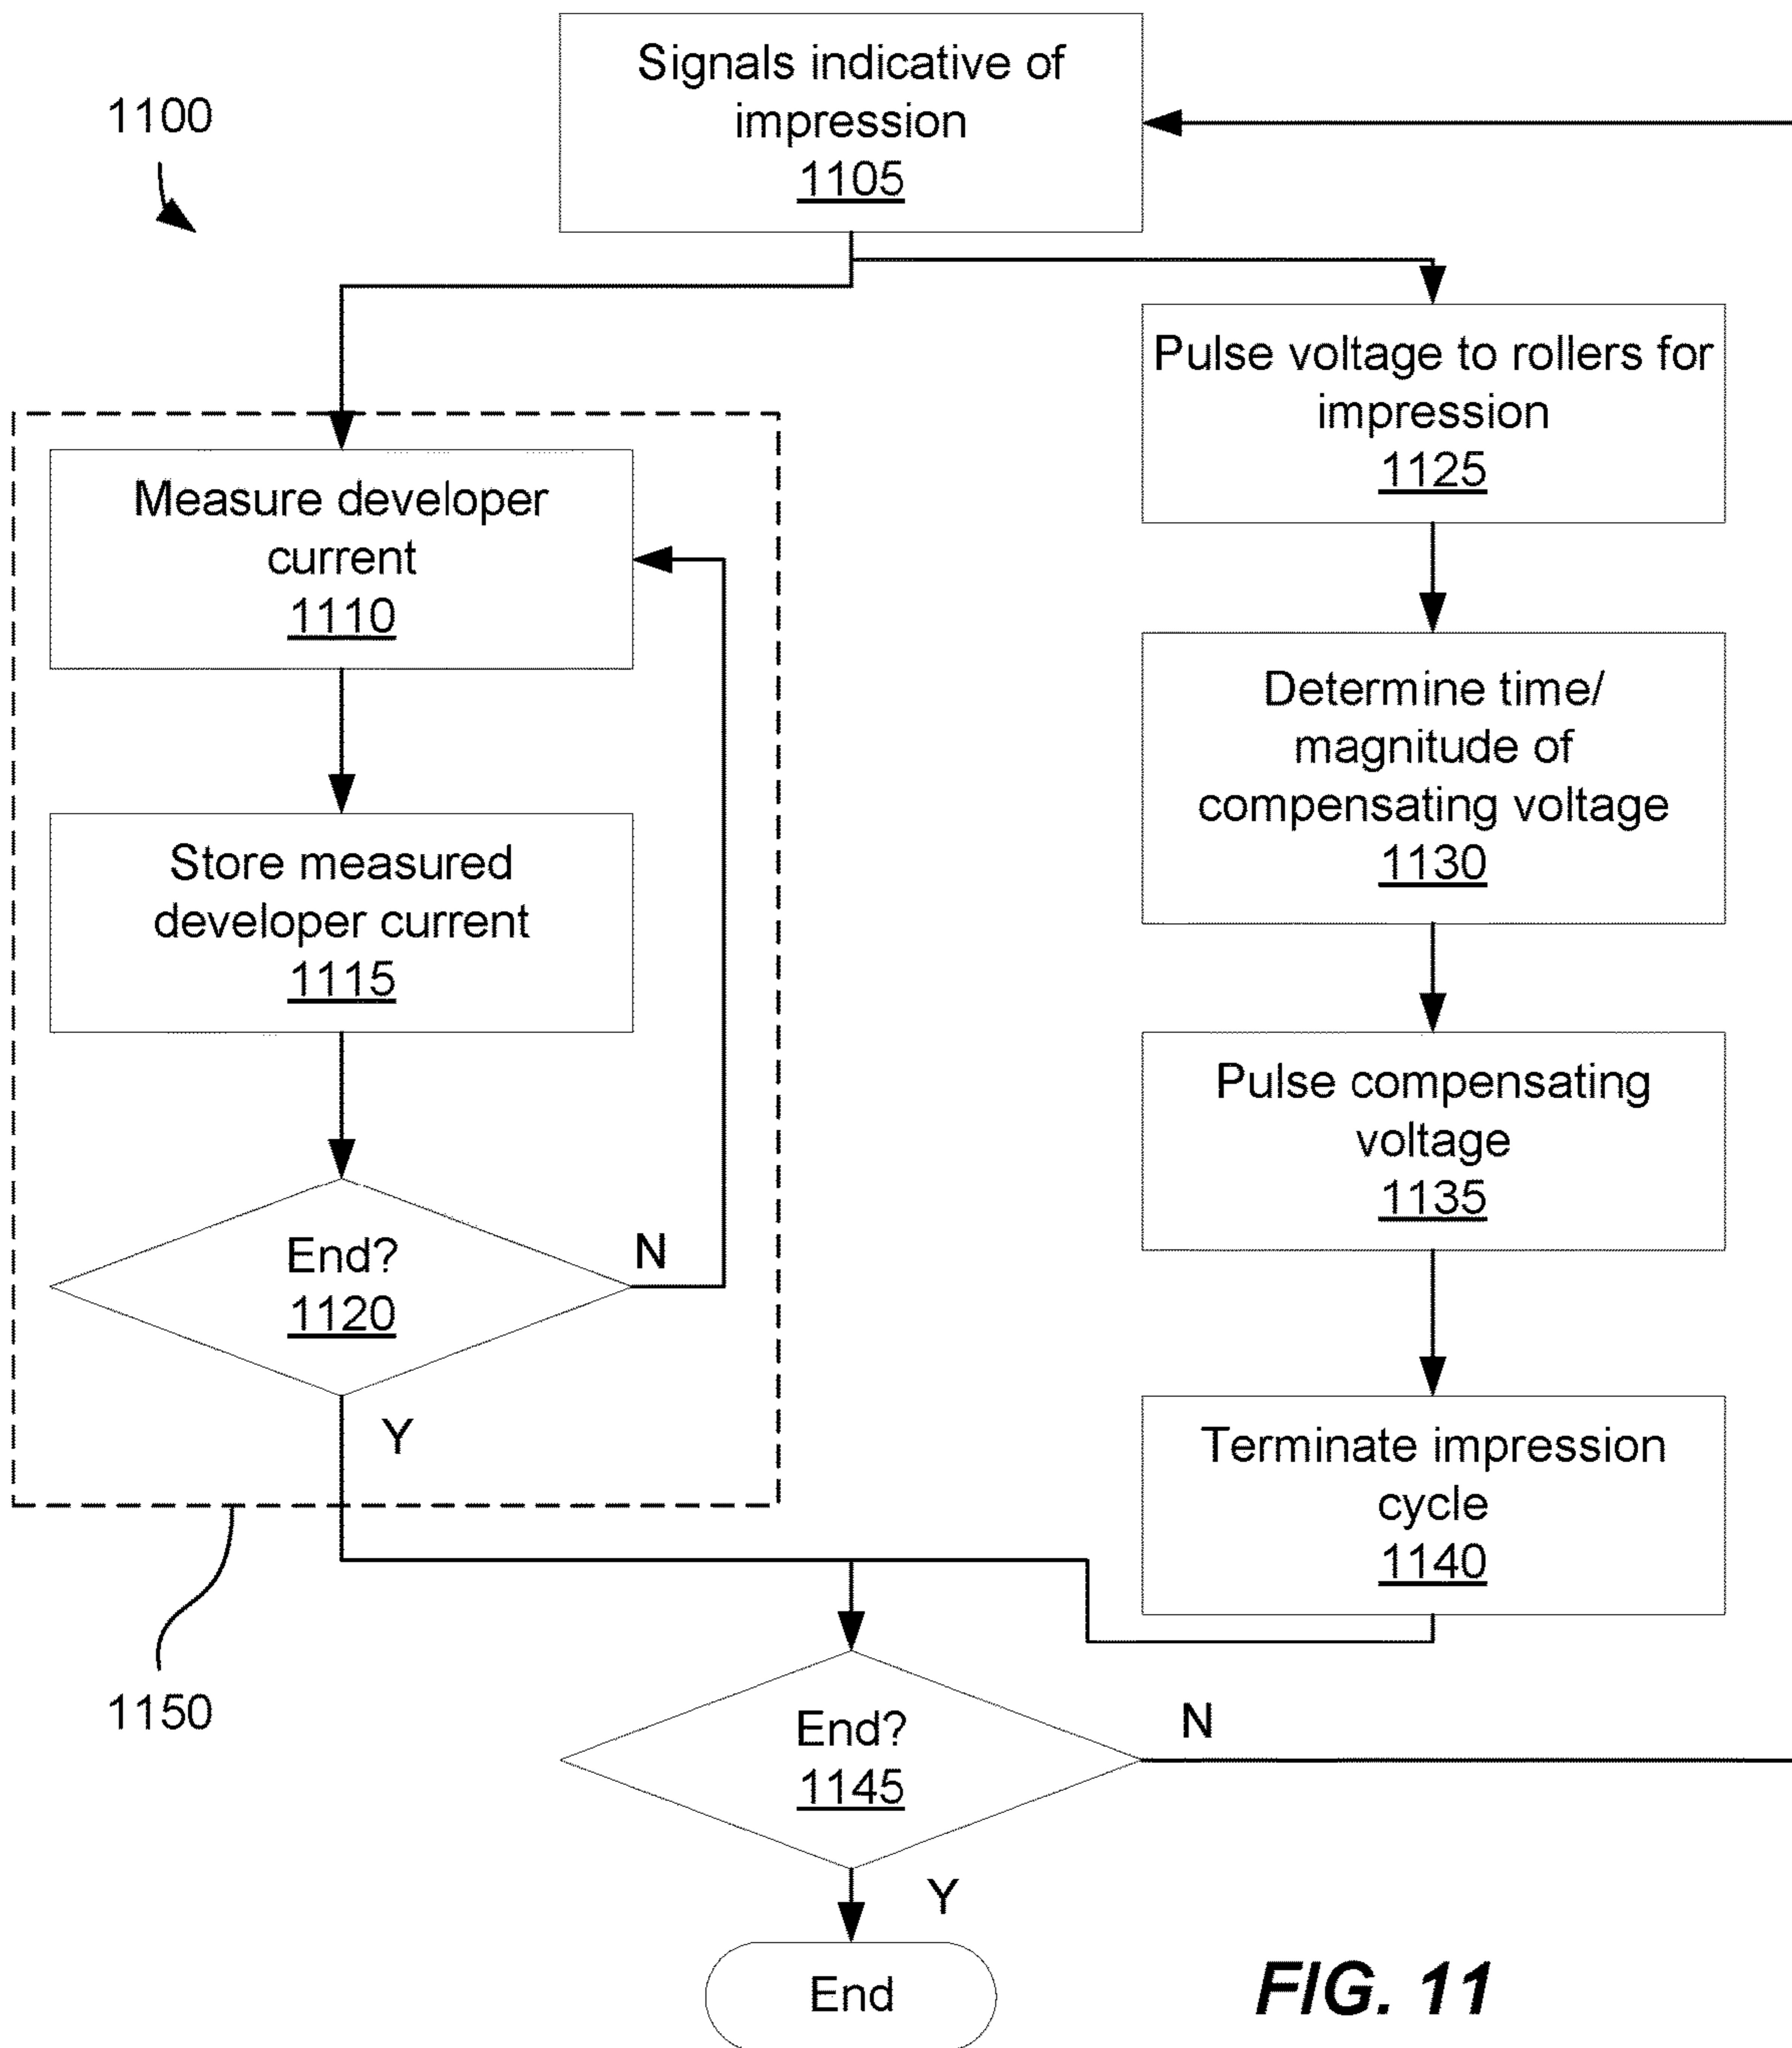 1100
Signals indicative of
impression
1105
Pulse voltage to rollers for
impression
1125
Measure developer
current
1110
Determine time/
magnitude of
compensating voltage
1130
Store measured
developer current
1115
Pulse compensating
voltage
1135
End?
1120
N
Y
Terminate impression
cycle
1140
1150
End?
1145
N
Y
End
FIG. 11